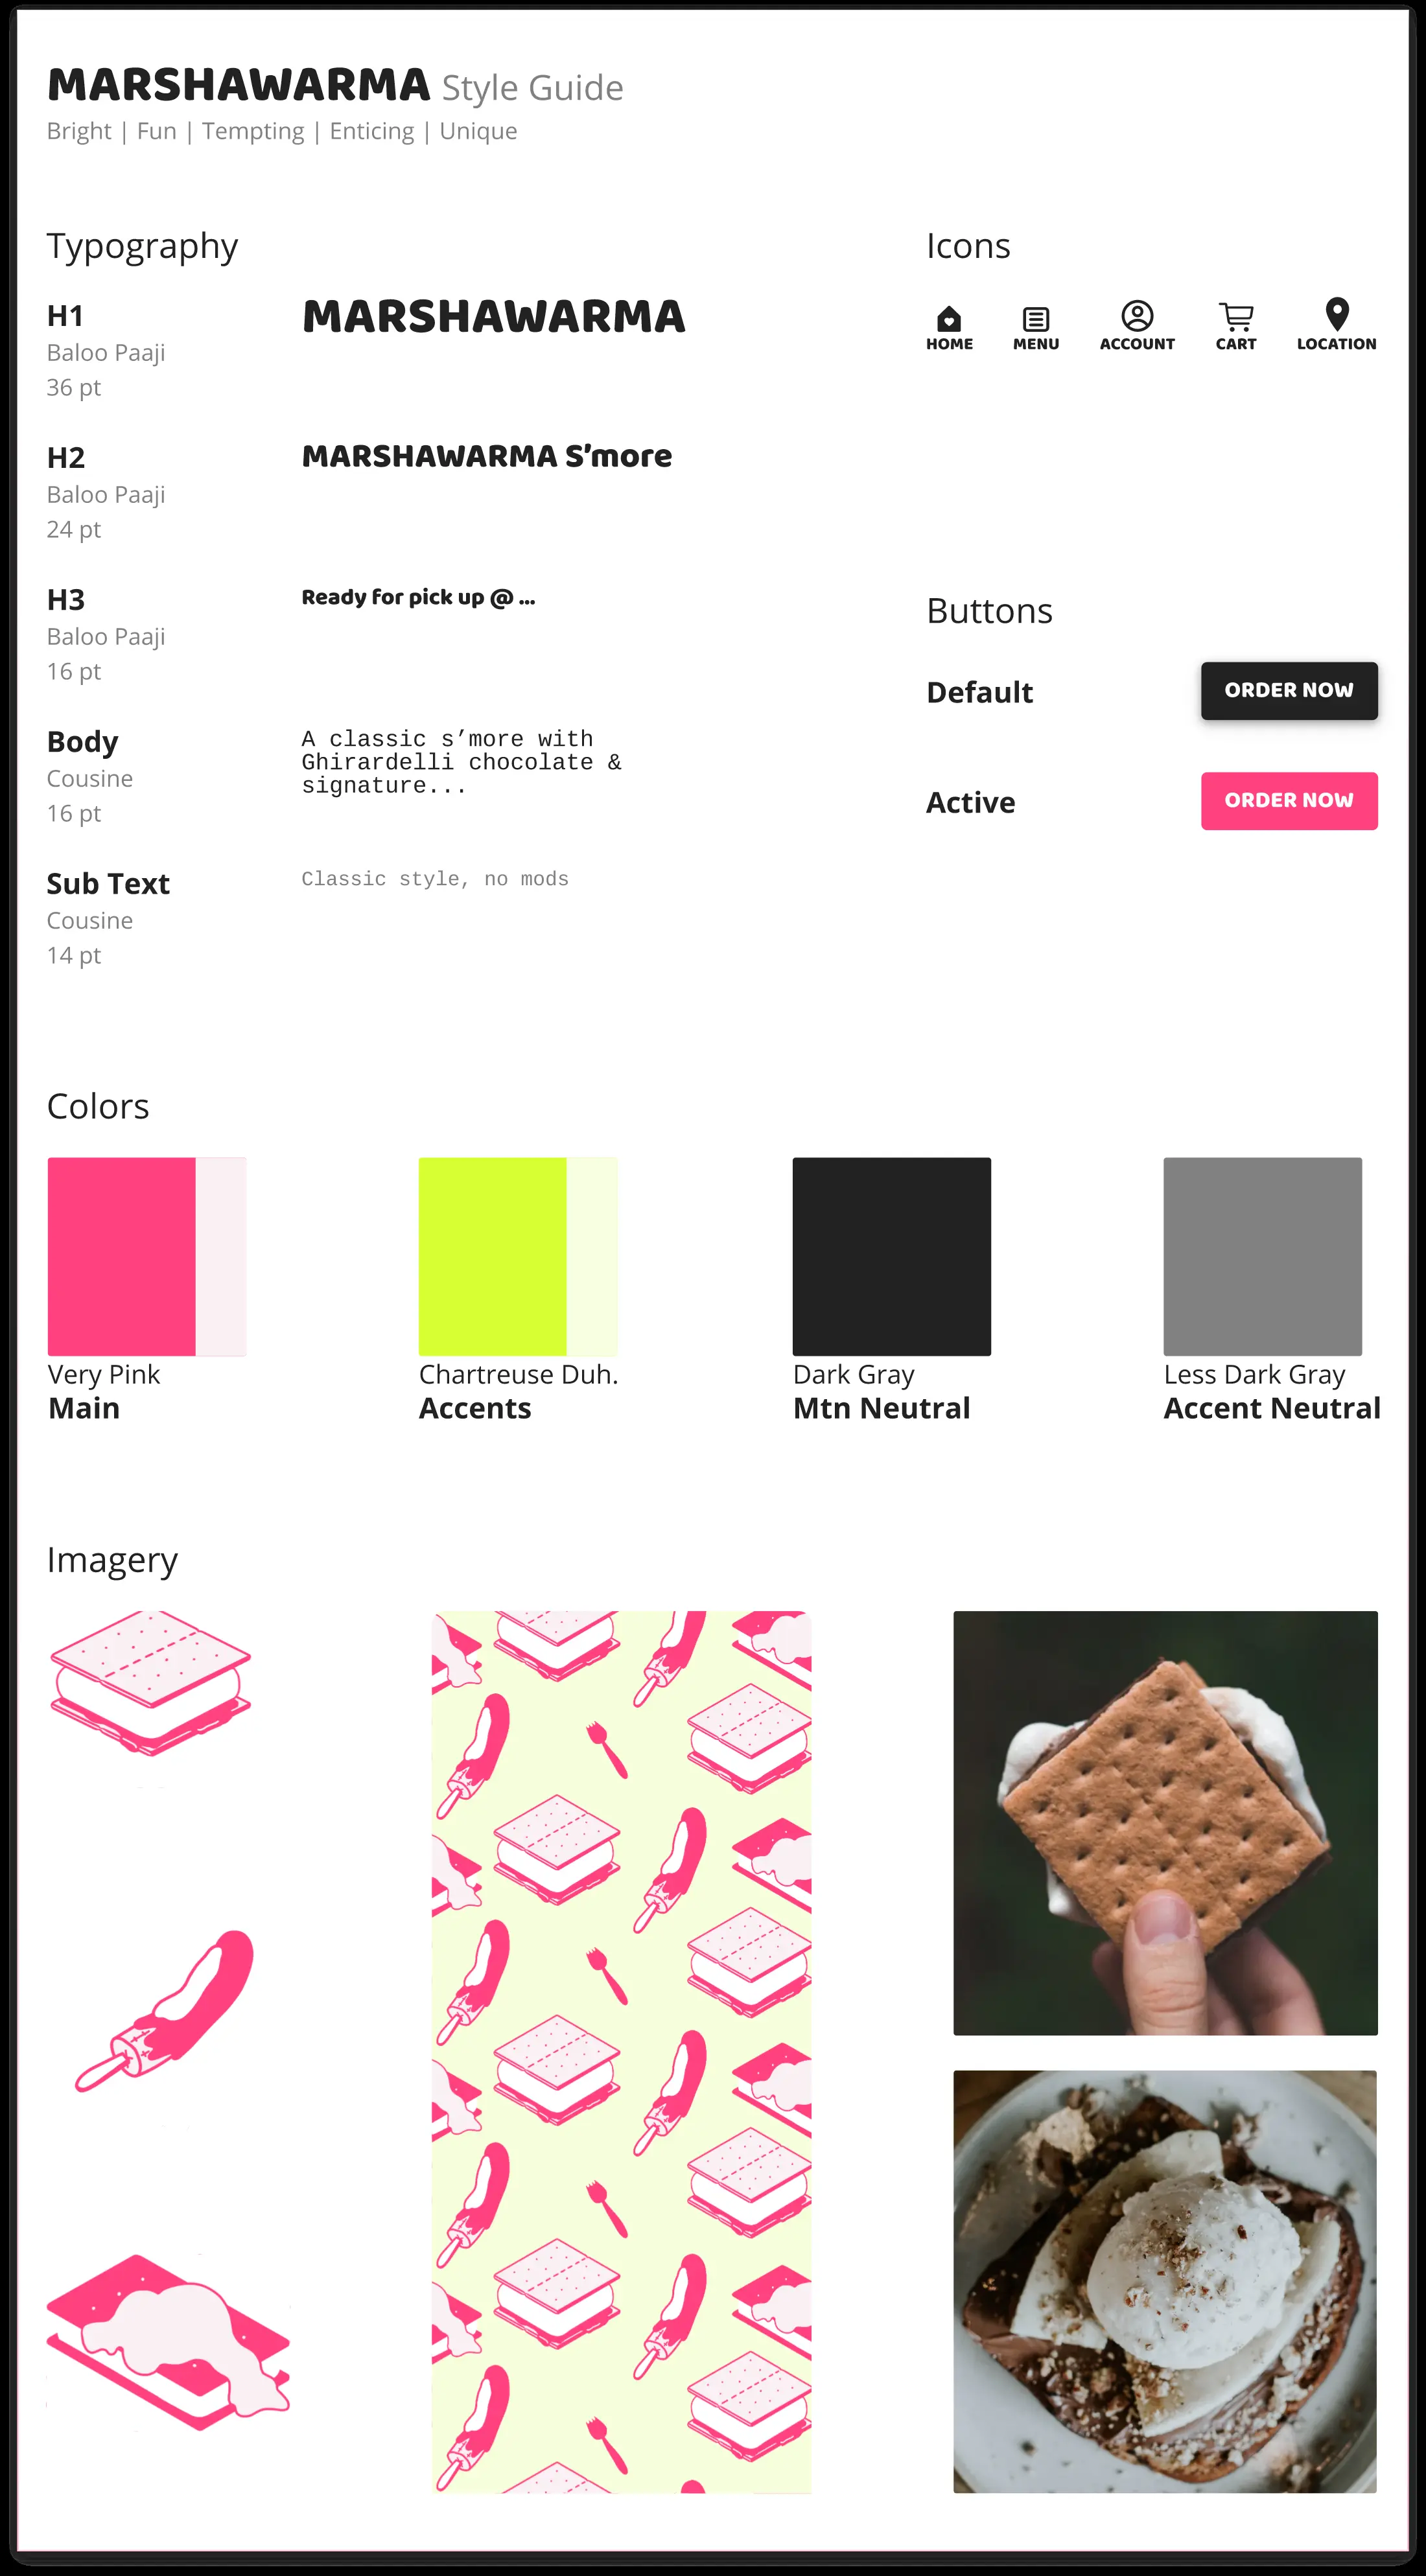 MARSHAWARMA Style Guide
Bright | Fun | Tempting | Enticing | Unique
Typography
H1
Baloo Paaji
36 pt
MARSHAWARMA
H2
Baloo Paaji
24 pt
MARSHAWARMA S’more
H3
Baloo Paaji
16 pt
Ready for pick up @ ...
Body
Cousine
16 pt
A classic s’more with
Ghirardelli chocolate &
signature...
Sub Text
Cousine
14 pt
Classic style, no mods
Icons
HOME MENU ACCOUNT CART LOCATION
Buttons
Default ORDER NOW
Active ORDER NOW
Colors
Very Pink
Main
Chartreuse Duh.
Accents
Dark Gray
Mtn Neutral
Less Dark Gray
Accent Neutral
Imagery